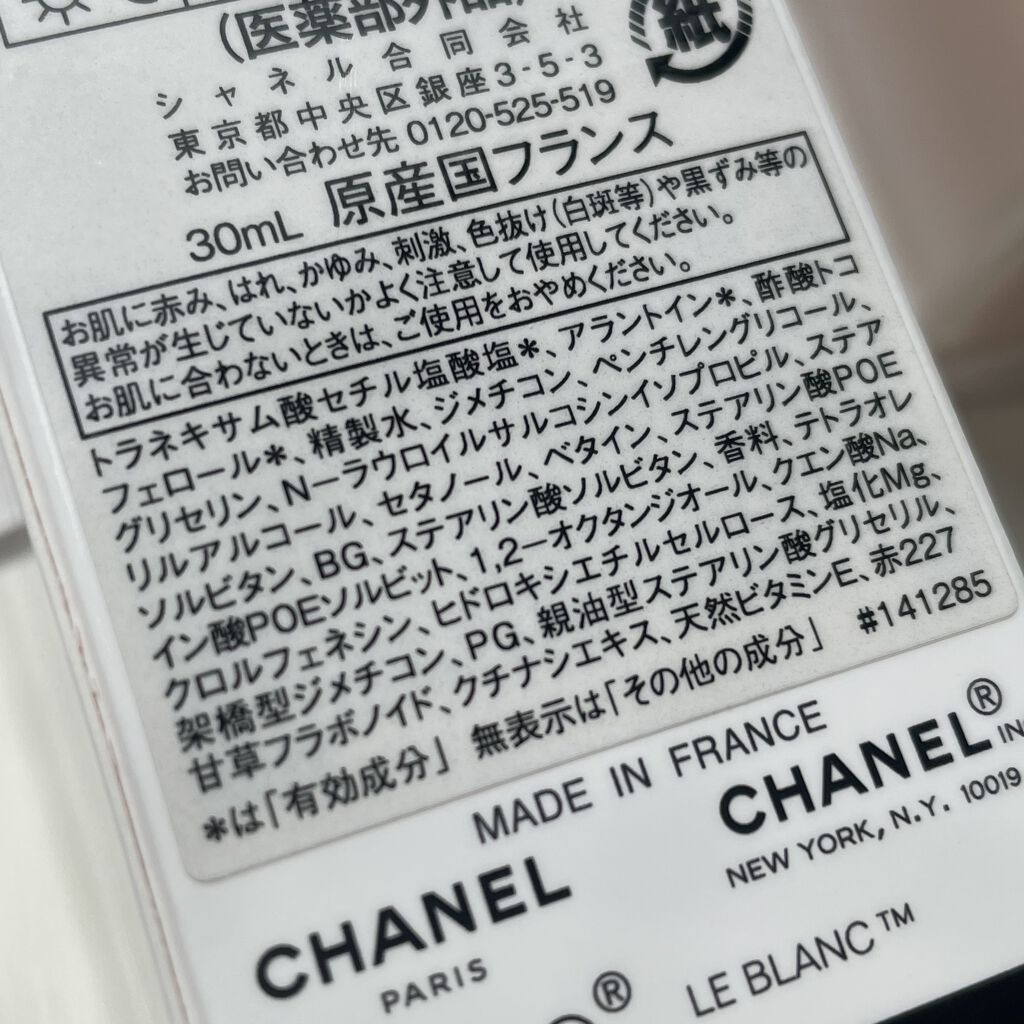 (医薬部外品)
紙
シャネル合同会社
東京都中央区銀座3-5-3
お問い合わせ先 0120-525-519
30mL 原産国フランス
お肌に赤み、はれ、かゆみ、刺激、色抜け(白斑等)や黒ずみ等の
異常が生じていないかよく注意して使用してください。
お肌に合わないときは、ご使用をおやめください。
トラネキサム酸セチル塩酸塩*、アラントイン*、酢酸トコ
フェロール*、精製水、ジメチコン、ペンチレングリコール、
グリセリン、N-ラウロイルサルコシンイソプロピル、ステア
リルアルコール、セタノール、ベタイン、ステアリン酸POE
ソルビタン、BG、ステアリン酸ソルビタン、香料、テトラオレ
イン酸POEソルビット、1,2-オクタンジオール、クエン酸Na、
クロルフェネシン、ヒドロキシエチルセルロース、塩化Mg、
架橋型ジメチコン、PG、親油型ステアリン酸グリセリル、
甘草フラボノイド、クチナシエキス、天然ビタミンE、赤227
*は「有効成分」 無表示は「その他の成分」 #141285
MADE IN FRANCE
CHANEL® IN
NEW YORK, N.Y. 10019
CHANEL
PARIS
® LE BLANC™